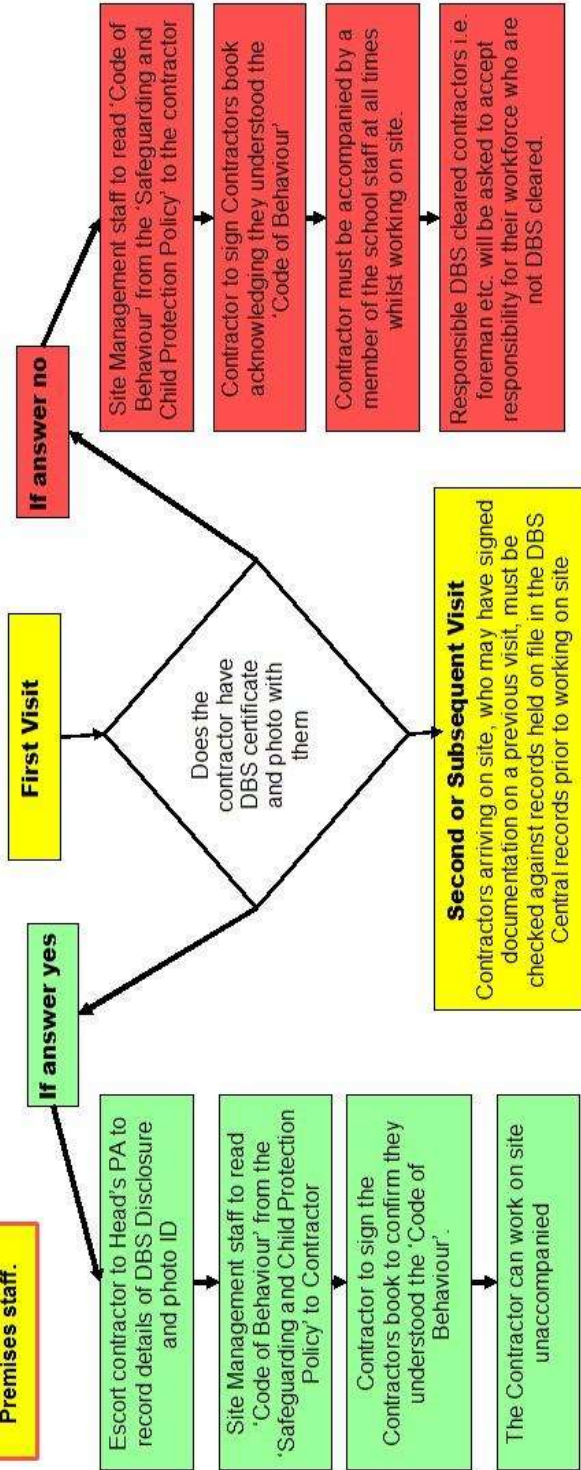 Premises staff.
First Visit
If answer yes
If answer no
Does the
contractor have
DBS certificate
and photo with
them
Escort contractor to Head's PA to
record details of DBS Disclosure
and photo ID
Site Management staff to read
'Code of Behaviour' from the
'Safeguarding and Child Protection
Policy' to Contractor
Contractor to sign the
Contractors book to confirm they
understood the 'Code of
Behaviour'.
The Contractor can work on site
unaccompanied
Site Management staff to read 'Code of
Behaviour' from the 'Safeguarding and
Child Protection Policy' to the contractor
Contractor to sign Contractors book
acknowledging they understood the
'Code of Behaviour'
Contractor must be accompanied by a
member of the school staff at all times
whilst working on site.
Responsible DBS cleared contractors i.e.
foreman etc. will be asked to accept
responsibility for their workforce who are
not DBS cleared.
Second or Subsequent Visit
Contractors arriving on site, who may have signed
documentation on a previous visit, must be
checked against records held on file in the DBS
Central records prior to working on site